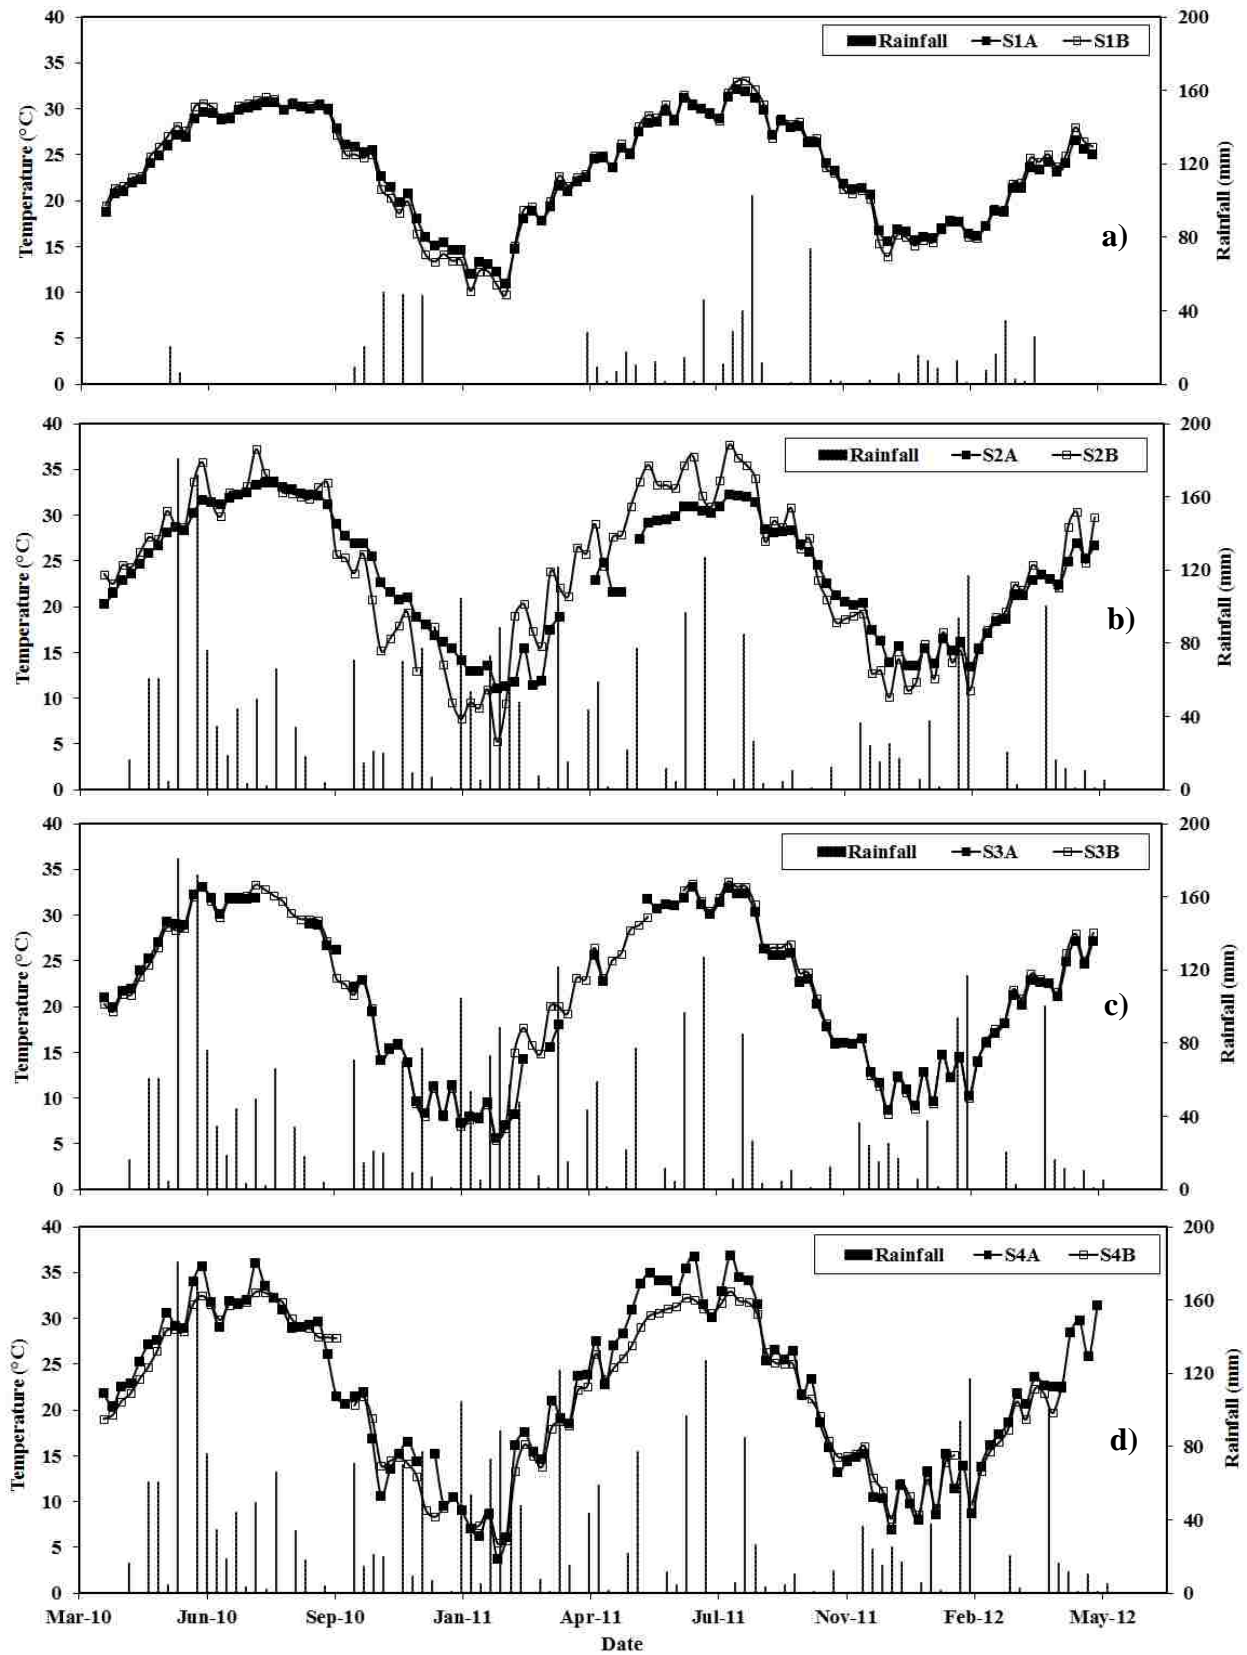 40 200
Rainfall S1A S1B
35
30 160
25 120
20
15 80
10 40
5
0 0
Temperature (°C)
Rainfall (mm)
a)
40 200
Rainfall S2A S2B
35
30 160
25 120
20
15 80
10 40
5
0 0
Temperature (°C)
Rainfall (mm)
b)
40 200
Rainfall S3A S3B
35
30 160
25 120
20
15 80
10 40
5
0 0
Temperature (°C)
Rainfall (mm)
c)
40 200
Rainfall S4A S4B
35
30 160
25 120
20
15 80
10 40
5
0 0
Temperature (°C)
Rainfall (mm)
d)
Mar-10 Jun-10 Sep-10 Jan-11 Apr-11 Jul-11 Nov-11 Feb-12 May-12
Date